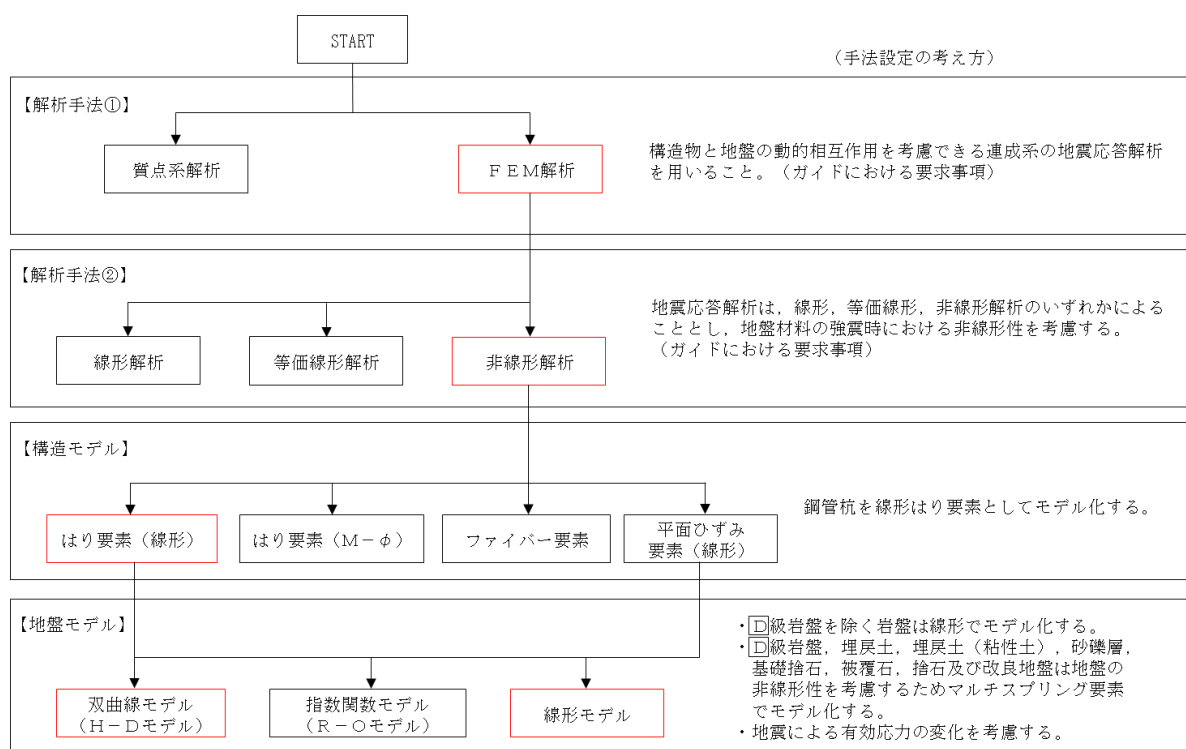 START
（手法設定の考え方）
【解析手法①】
質点系解析
ＦＥＭ解析
構造物と地盤の動的相互作用を考慮できる連成系の地震応答解析
を用いること。（ガイドにおける要求事項）
【解析手法②】
線形解析
等価線形解析
非線形解析
地震応答解析は，線形，等価線形，非線形解析のいずれかによる
こととし，地盤材料の強震時における非線形性を考慮する。
（ガイドにおける要求事項）
【構造モデル】
はり要素（線形）
はり要素（Ｍ－φ）
ファイバー要素
平面ひずみ
要素（線形）
鋼管杭を線形はり要素としてモデル化する。
【地盤モデル】
双曲線モデル
（Ｈ－Ｄモデル）
指数関数モデル
（Ｒ－Ｏモデル）
線形モデル
・Ｄ級岩盤を除く岩盤は線形でモデル化する。
・Ｄ級岩盤，埋戻土，埋戻土（粘性土），砂礫層，
基礎捨石，被覆石，捨石及び改良地盤は地盤の
非線形性を考慮するためマルチスプリング要素
でモデル化する。
・地震による有効応力の変化を考慮する。